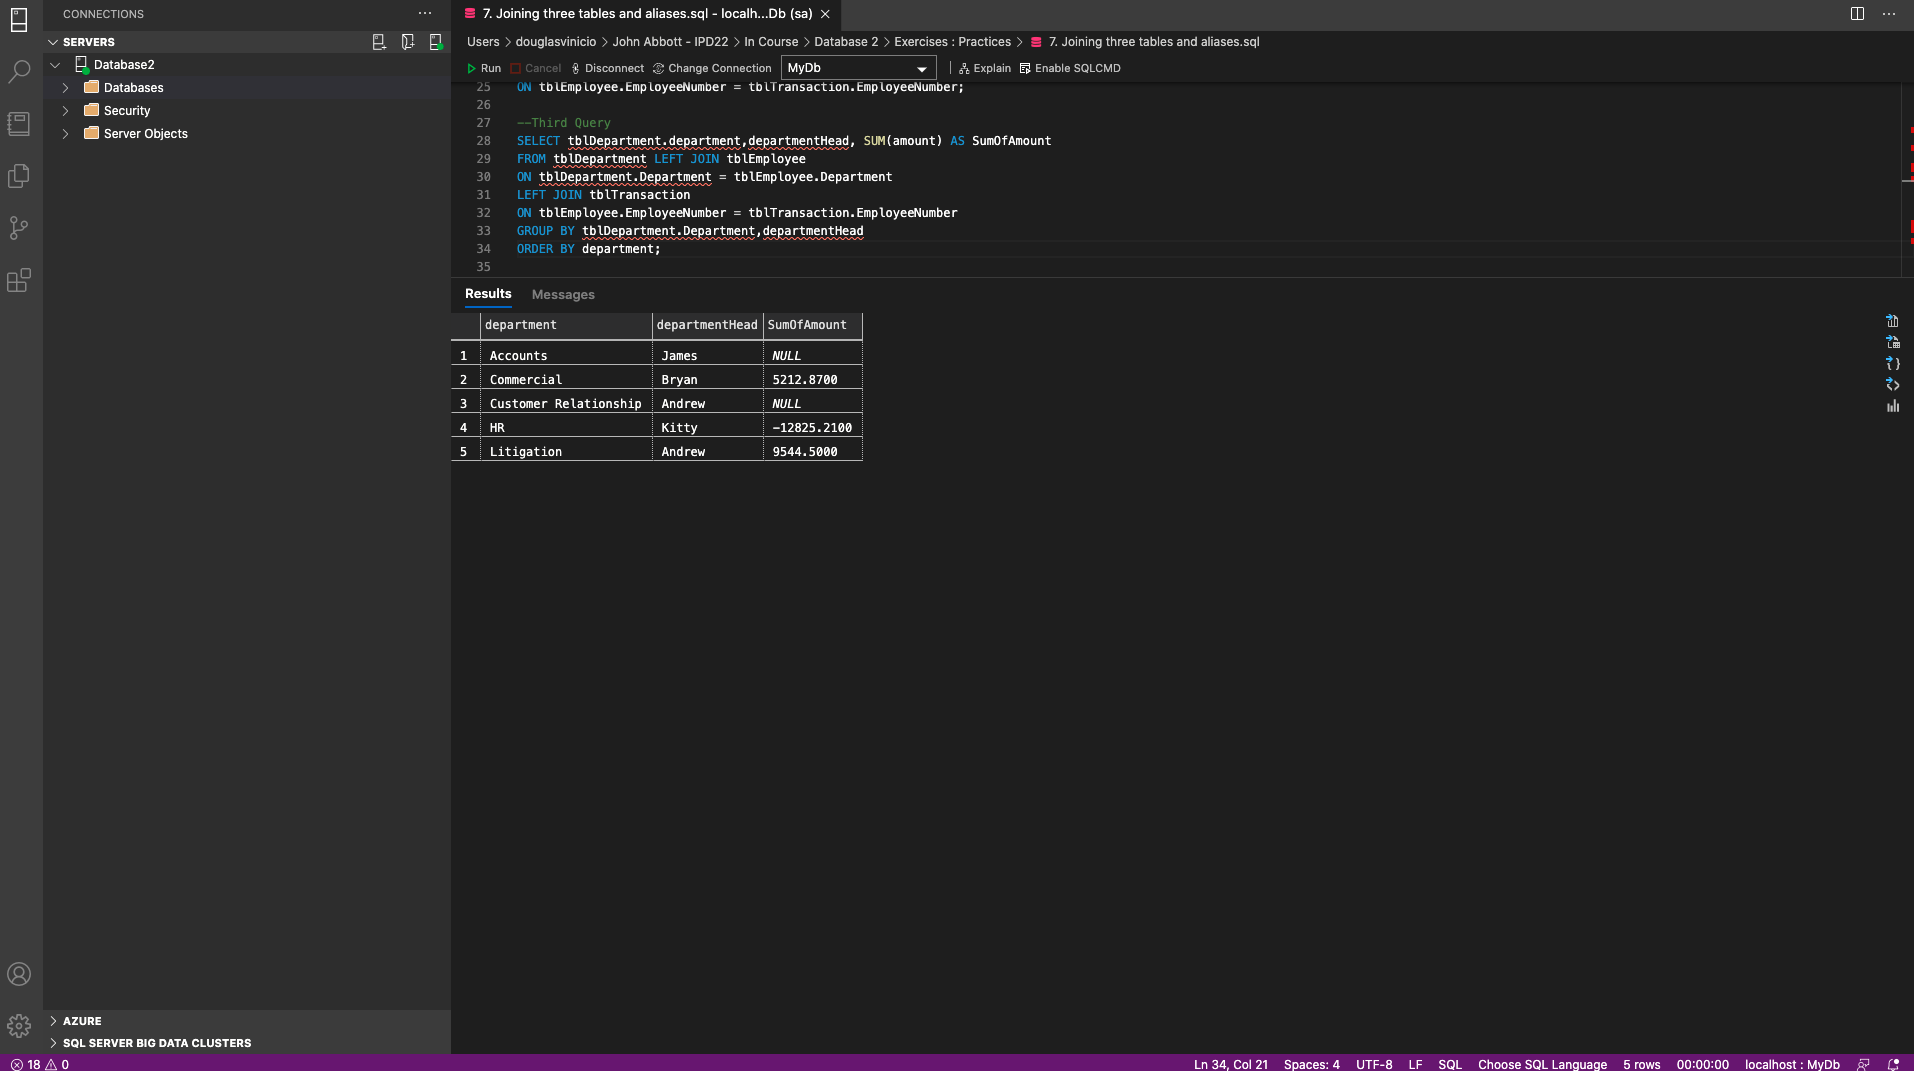 CONNECTIONS
SERVERS
Database2
Databases
Security
Server Objects
AZURE
SQL SERVER BIG DATA CLUSTERS
7. Joining three tables and aliases.sql - localh...Db (sa)
Users > douglasvinicio > John Abbott - IPD22 > In Course > Database 2 > Exercises : Practices > 7. Joining three tables and aliases.sql
Run Cancel Disconnect Change Connection MyDb Explain Enable SQLCMD
25 ON tblEmployee.EmployeeNumber = tblTransaction.EmployeeNumber;
26
27 --Third Query
28 SELECT tblDepartment.department,departmentHead, SUM(amount) AS SumOfAmount
29 FROM tblDepartment LEFT JOIN tblEmployee
30 ON tblDepartment.Department = tblEmployee.Department
31 LEFT JOIN tblTransaction
32 ON tblEmployee.EmployeeNumber = tblTransaction.EmployeeNumber
33 GROUP BY tblDepartment.Department,departmentHead
34 ORDER BY department;
35
Results Messages
department departmentHead SumOfAmount
1 Accounts James NULL
2 Commercial Bryan 5212.8700
3 Customer Relationship Andrew NULL
4 HR Kitty -12825.2100
5 Litigation Andrew 9544.5000
18 0 Ln 34, Col 21 Spaces: 4 UTF-8 LF SQL Choose SQL Language 5 rows 00:00:00 localhost : MyDb